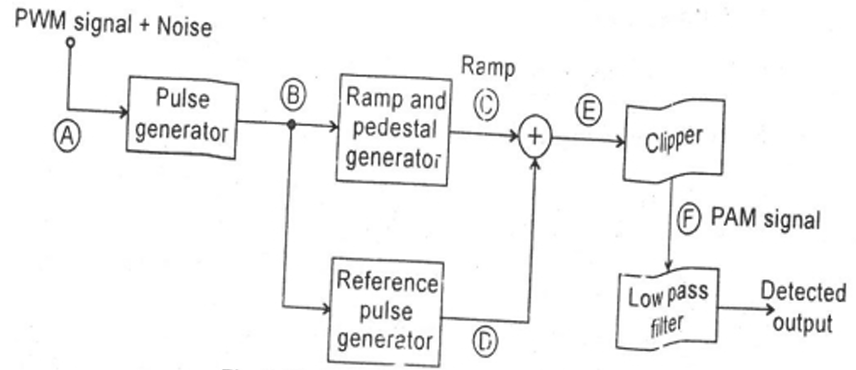 PWM signal + Noise
A
Pulse
generator
B
Ramp and
pedestal
generator
Ramp
C
+
E
Clipper
F PAM signal
Low pass
filter
Detected
output
Reference
pulse
generator
D